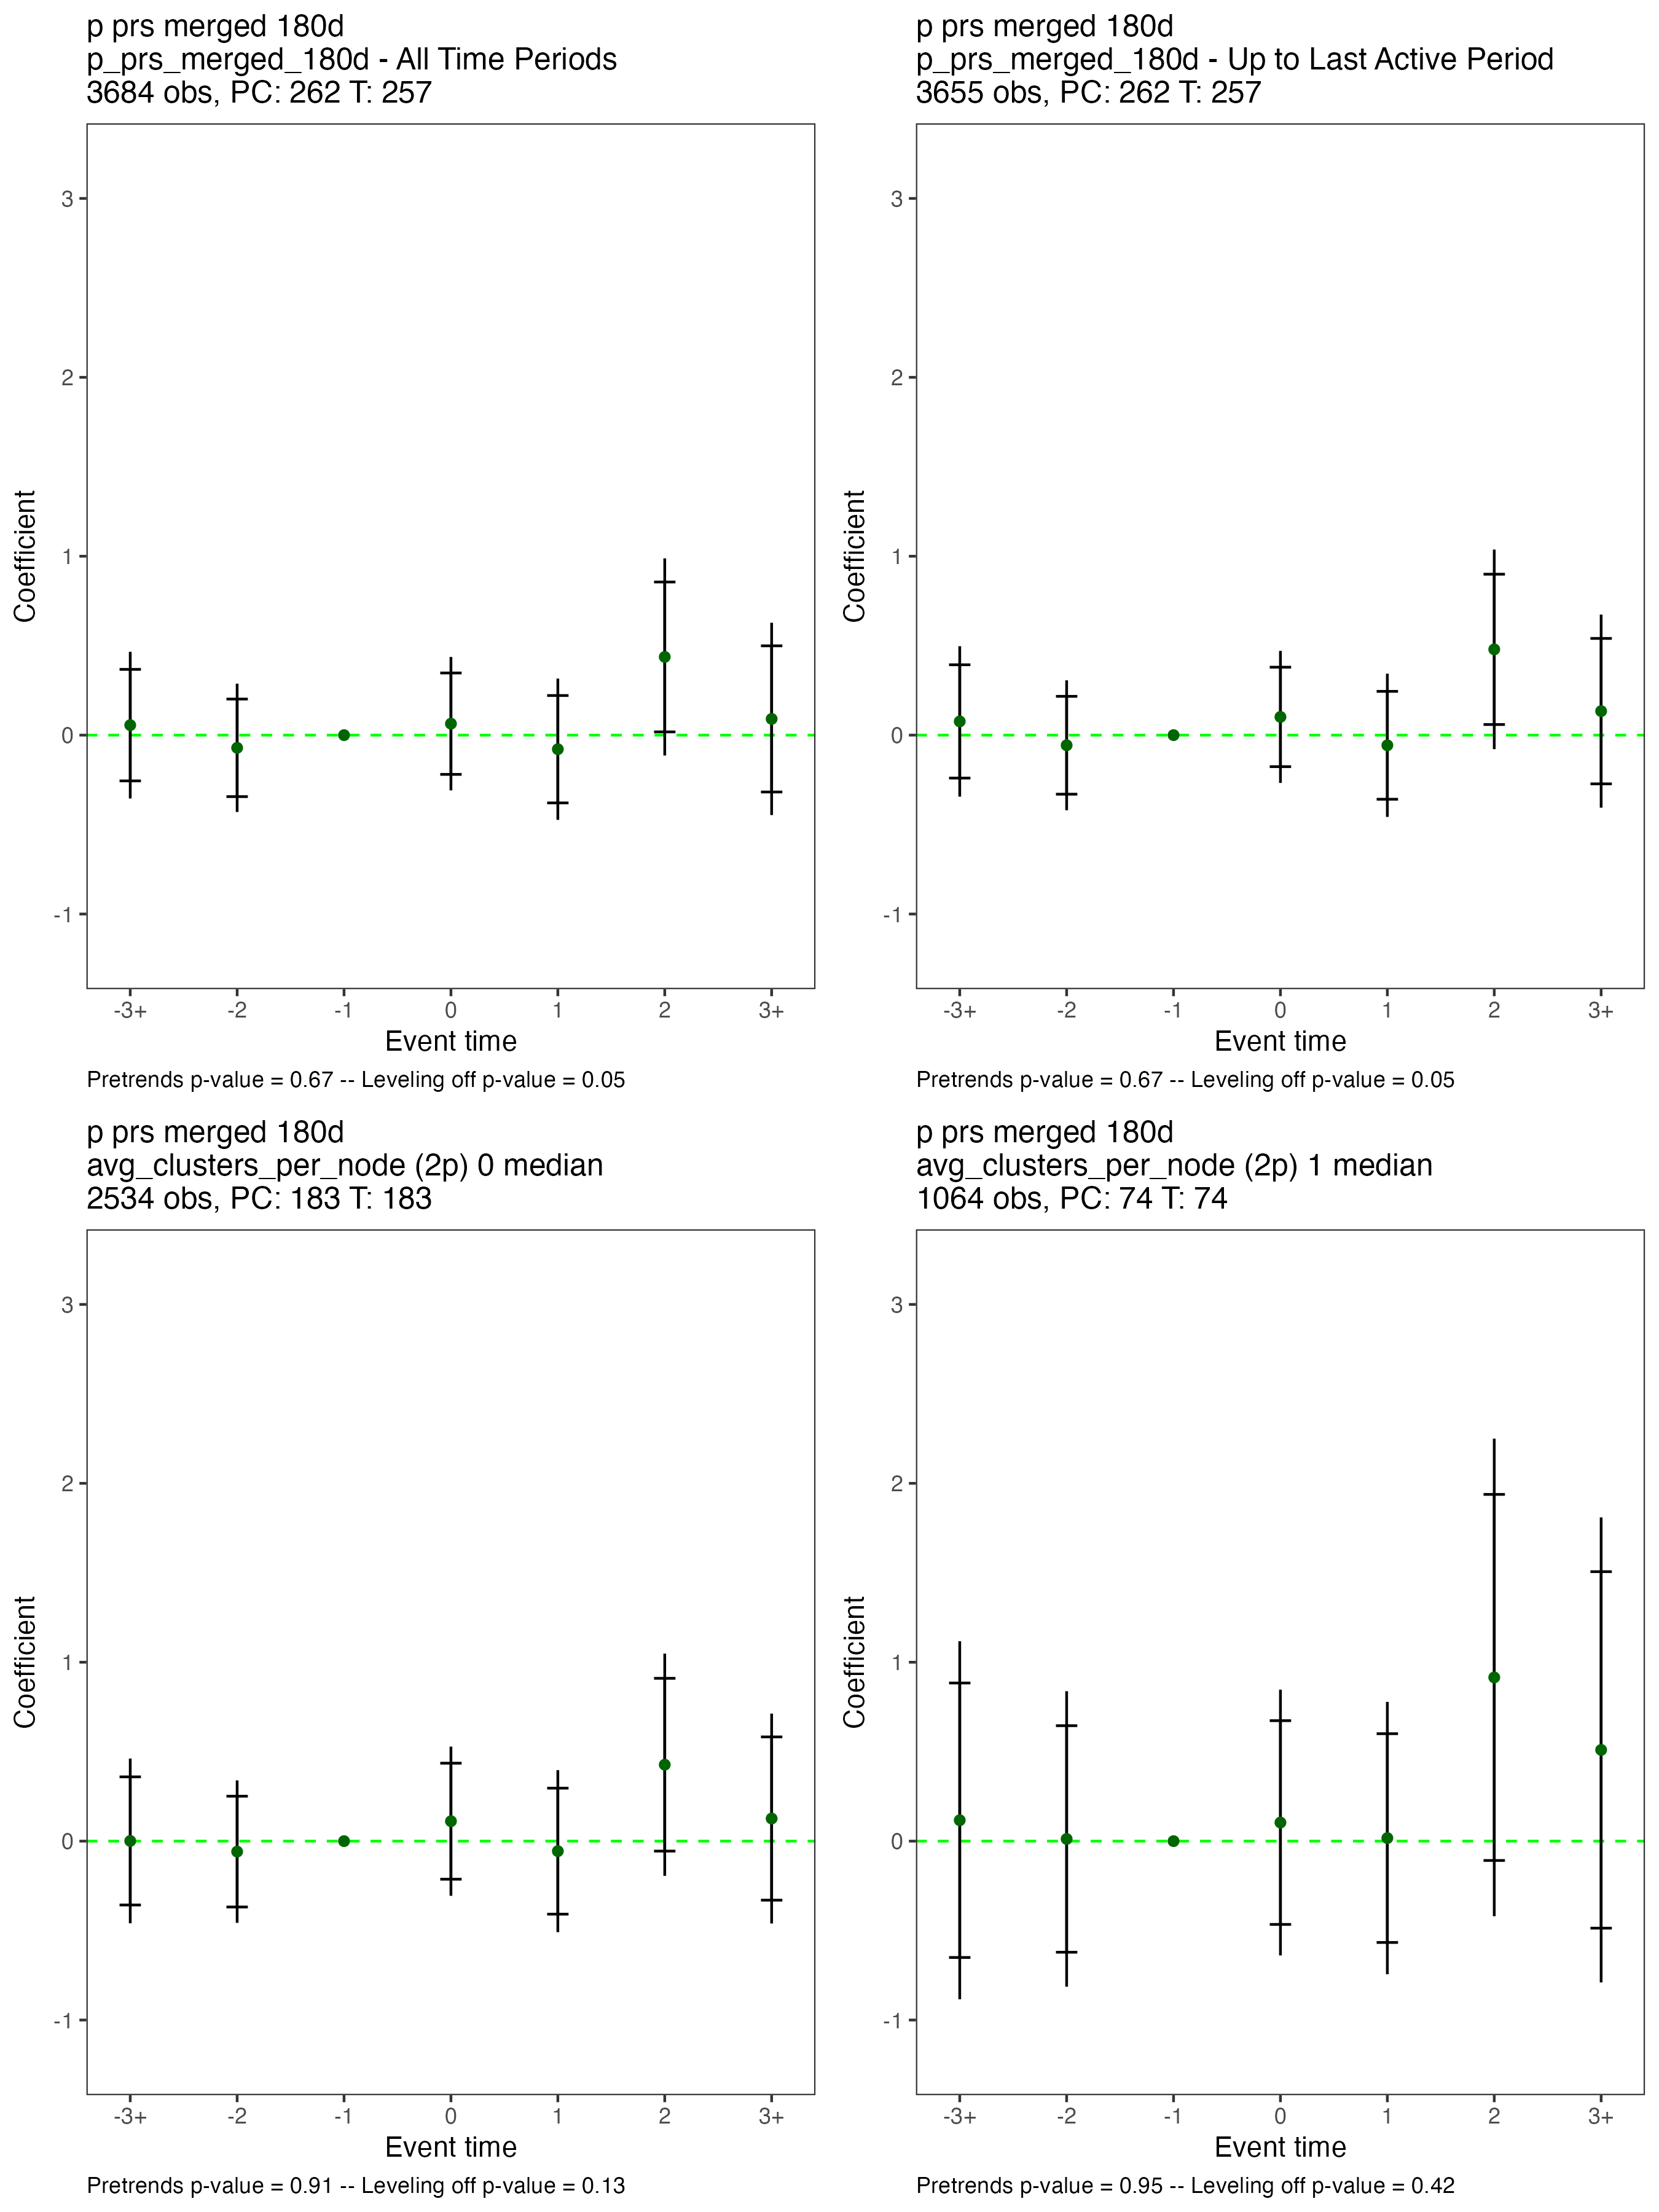 p prs merged 180d
p_prs_merged_180d - All Time Periods
3684 obs, PC: 262 T: 257
3
2
1
0
-1
Coefficient
-3+ -2 -1 0 1 2 3+
Event time
Pretrends p-value = 0.67 -- Leveling off p-value = 0.05
p prs merged 180d
p_prs_merged_180d - Up to Last Active Period
3655 obs, PC: 262 T: 257
3
2
1
0
-1
Coefficient
-3+ -2 -1 0 1 2 3+
Event time
Pretrends p-value = 0.67 -- Leveling off p-value = 0.05
p prs merged 180d
avg_clusters_per_node (2p) 0 median
2534 obs, PC: 183 T: 183
3
2
1
0
-1
Coefficient
-3+ -2 -1 0 1 2 3+
Event time
Pretrends p-value = 0.91 -- Leveling off p-value = 0.13
p prs merged 180d
avg_clusters_per_node (2p) 1 median
1064 obs, PC: 74 T: 74
3
2
1
0
-1
Coefficient
-3+ -2 -1 0 1 2 3+
Event time
Pretrends p-value = 0.95 -- Leveling off p-value = 0.42